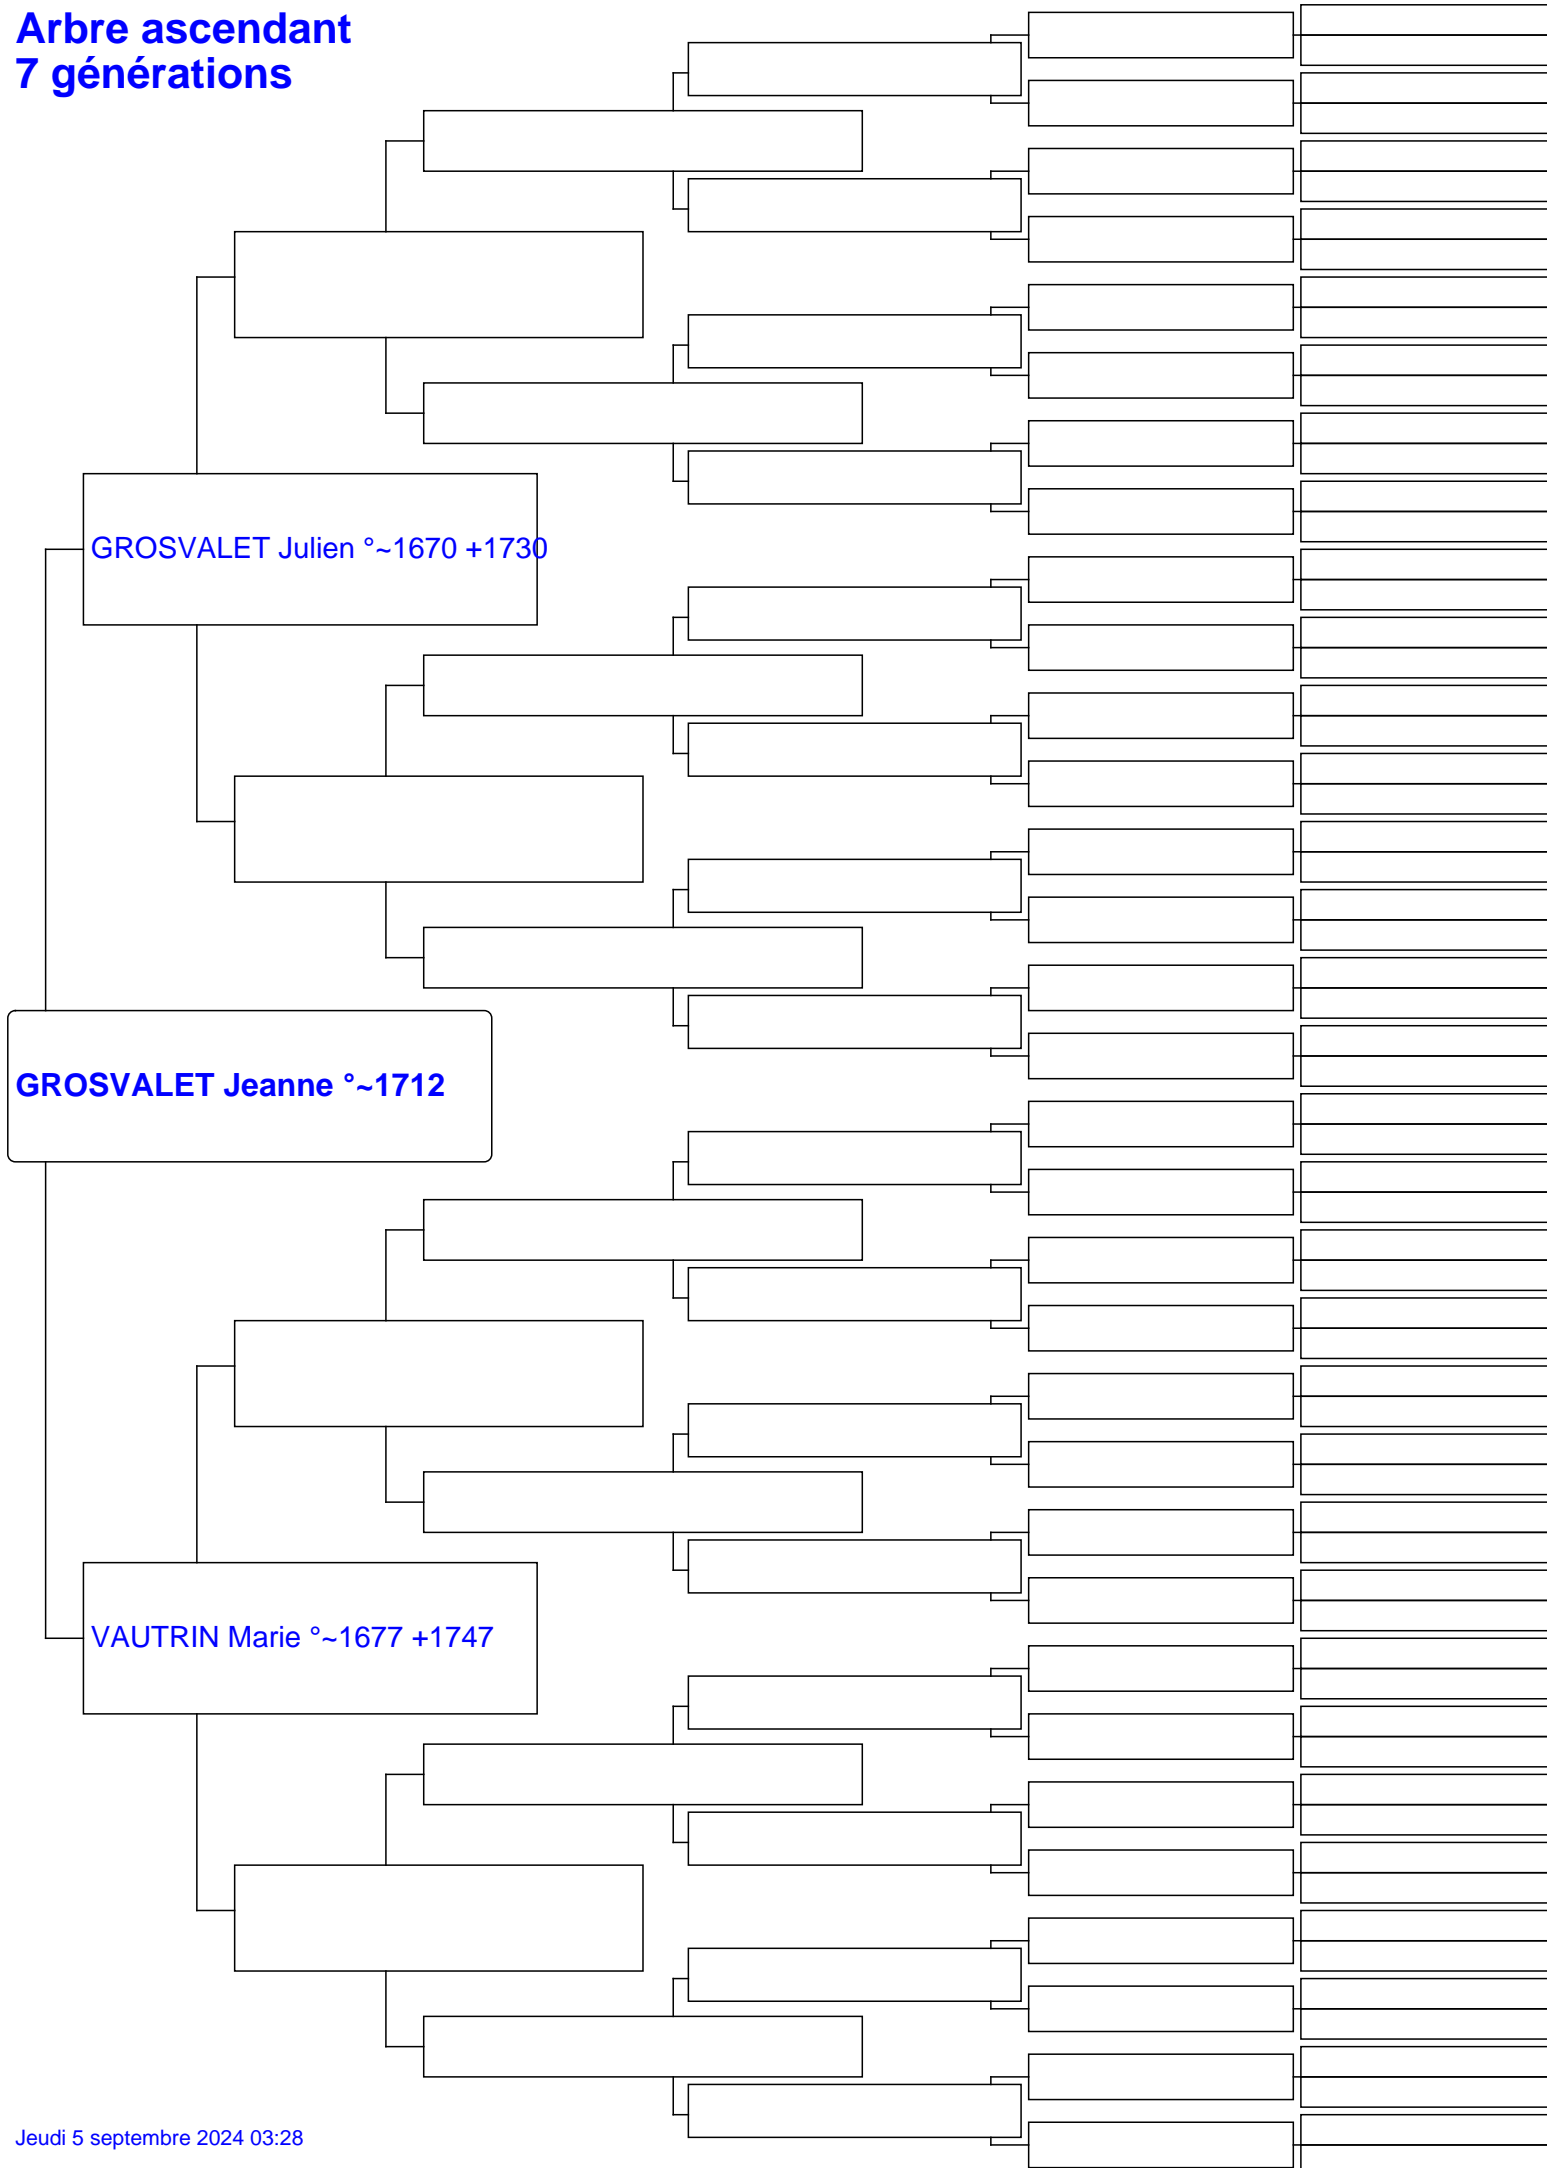 Arbre ascendant
7 générations
GROSVALET Julien °~1670 +1730
GROSVALET Jeanne °~1712
VAUTRIN Marie °~1677 +1747
Jeudi 5 septembre 2024 03:28